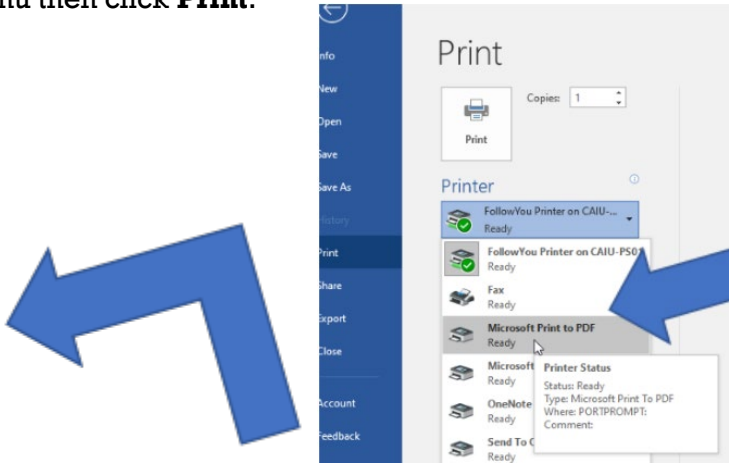 nu then click Print.
Print
nfo
New
Open
Save
Save As
History
Print
Share
Export
Close
Account
Feedback
Copies: 1
Print
Printer
FollowYou Printer on CAIU-...
Ready
FollowYou Printer on CAIU-PS01
Ready
Fax
Ready
Microsoft Print to PDF
Ready
Microsoft
Ready
OneNote
Ready
Send To
Ready
Printer Status
Status: Ready
Type: Microsoft Print To PDF
Where: PORTPROMPT:
Comment: